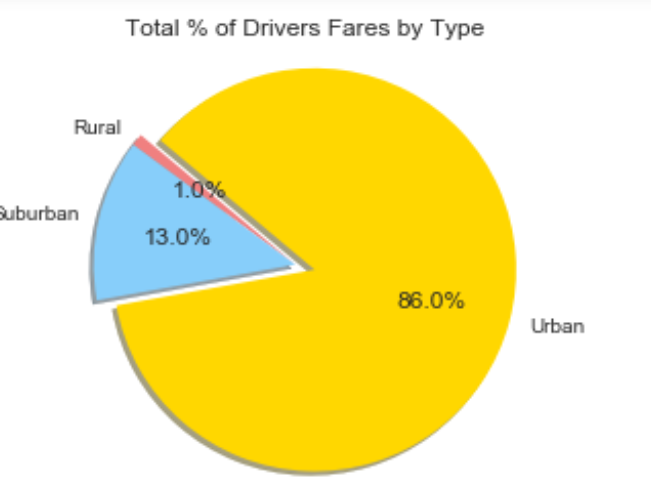 Total % of Drivers Fares by Type
Rural
1.0%
Suburban
13.0%
86.0%
Urban